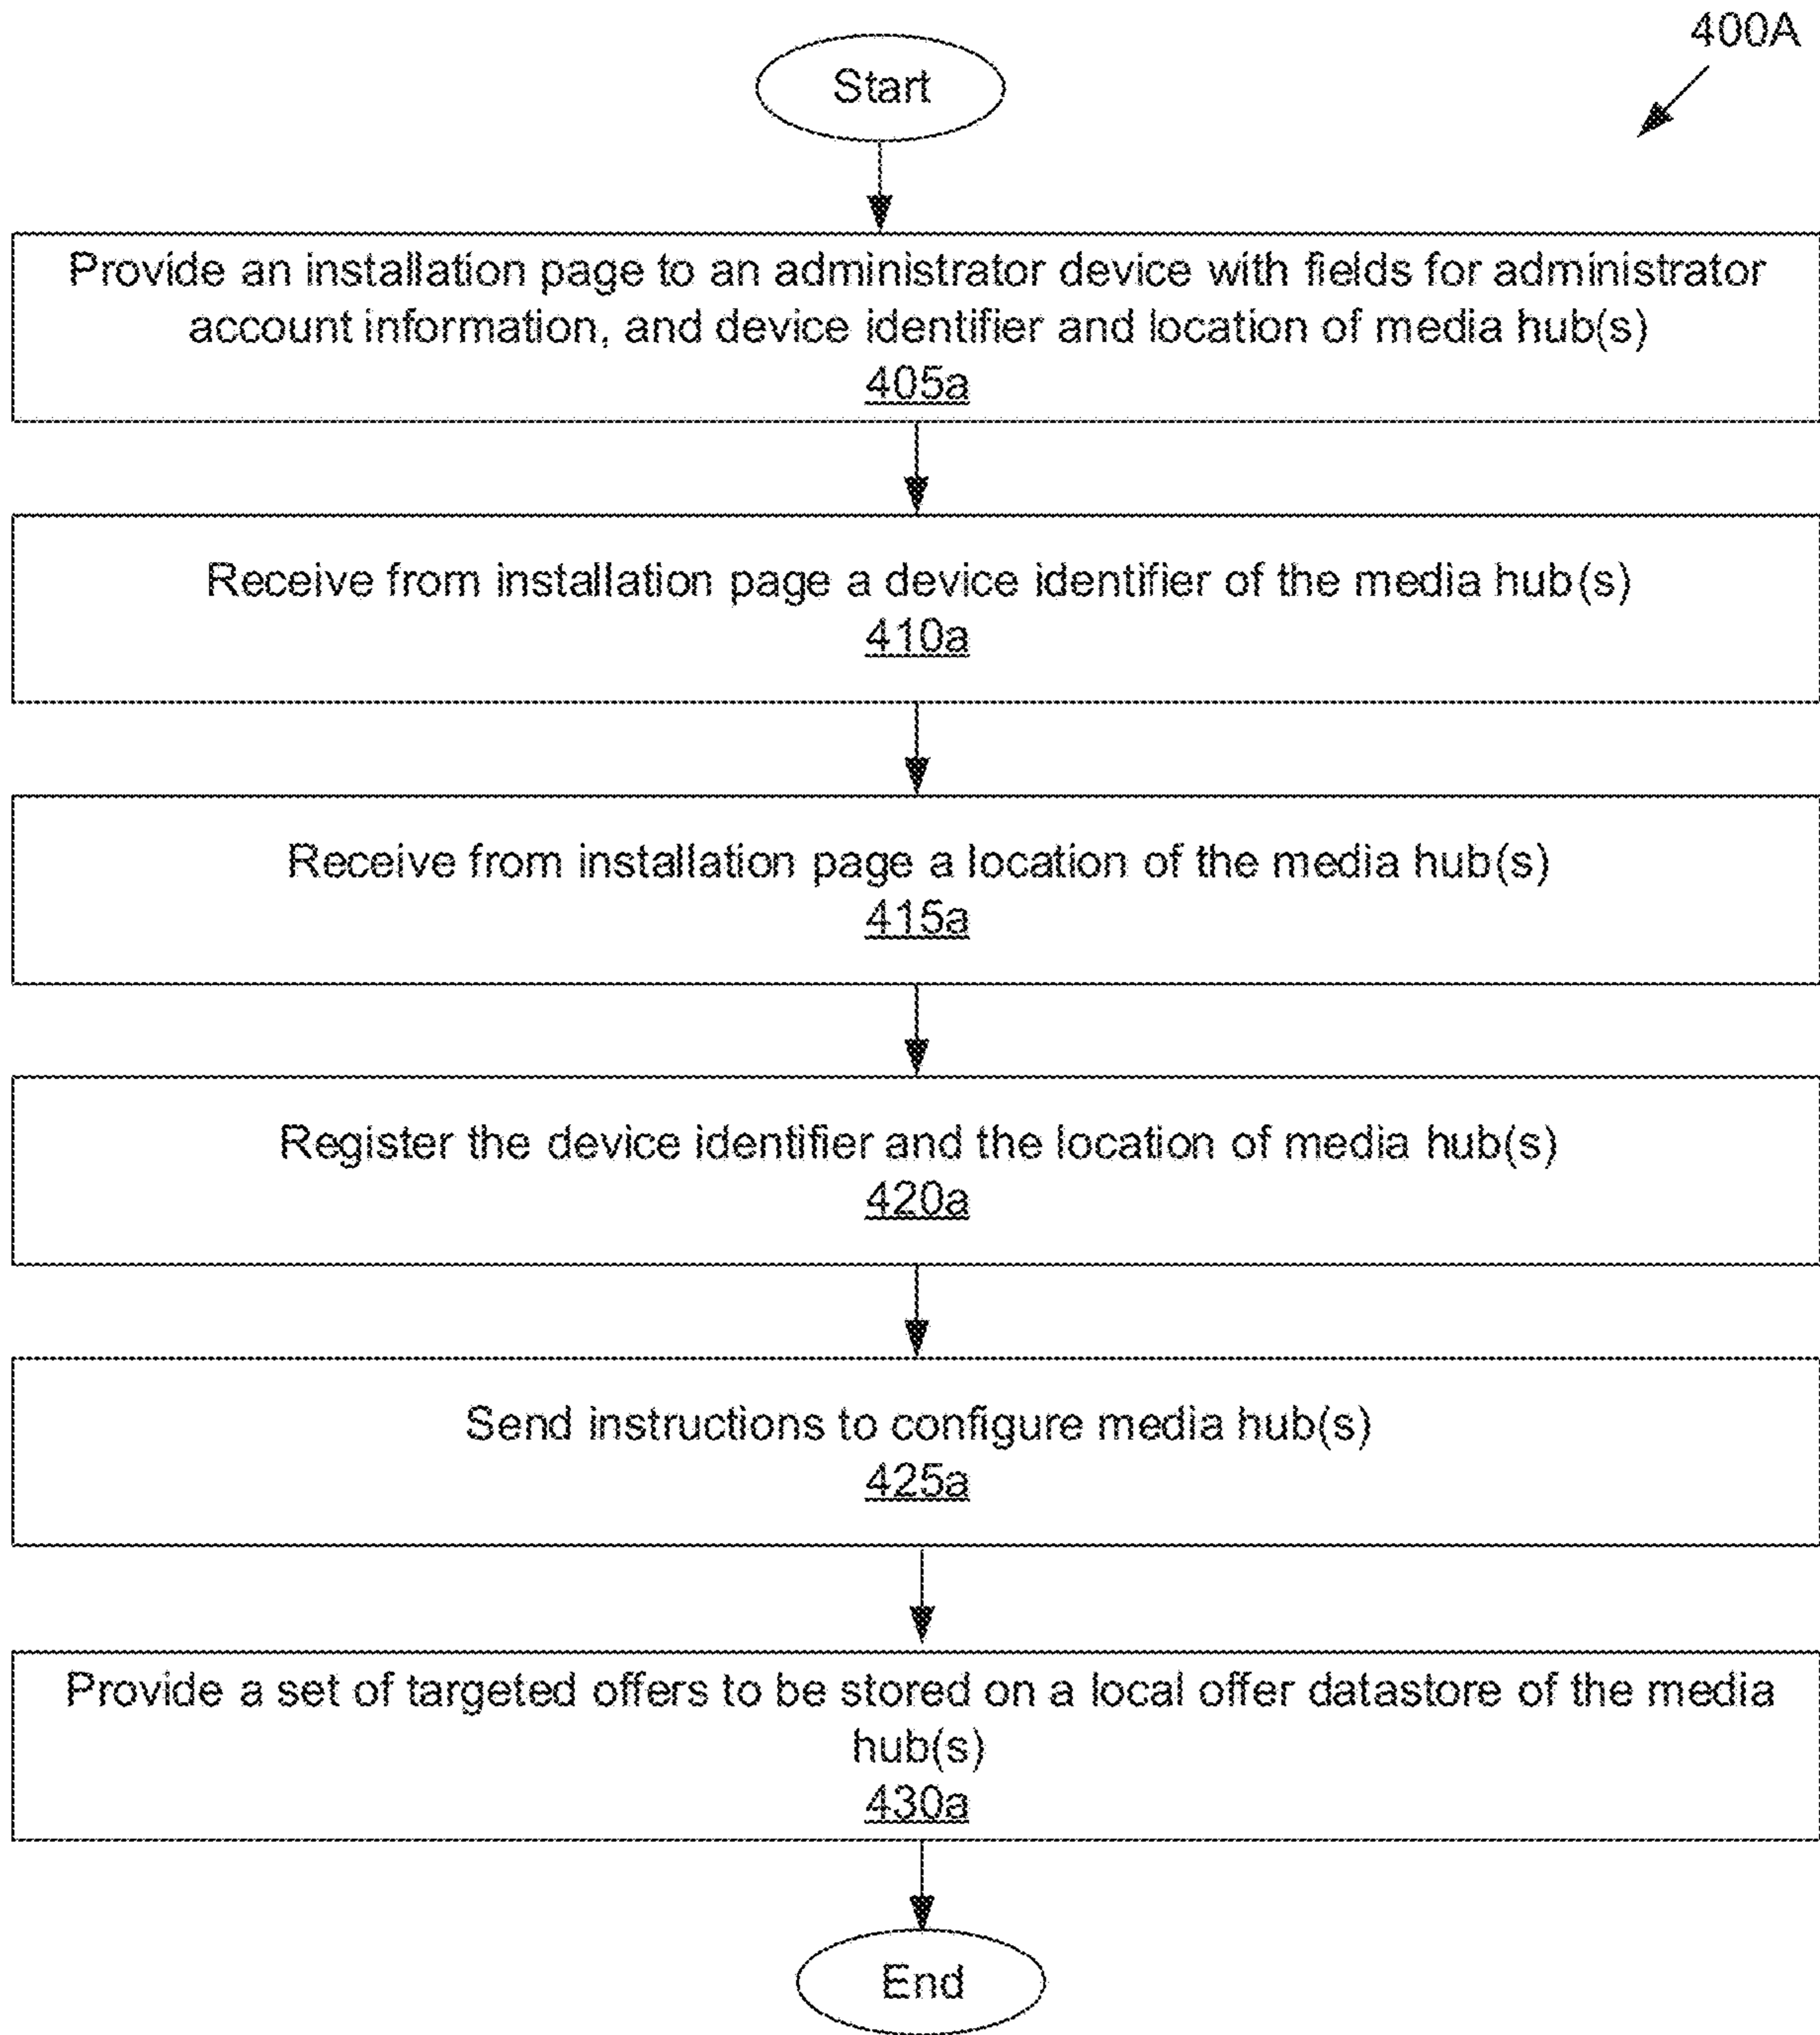 400A
Start
Provide an installation page to an administrator device with fields for administrator
account information, and device identifier and location of media hub(s)
405a
Receive from installation page a device identifier of the media hub(s)
410a
Receive from installation page a location of the media hub(s)
415a
Register the device identifier and the location of media hub(s)
420a
Send instructions to configure media hub(s)
425a
Provide a set of targeted offers to be stored on a local offer datastore of the media
hub(s)
430a
End